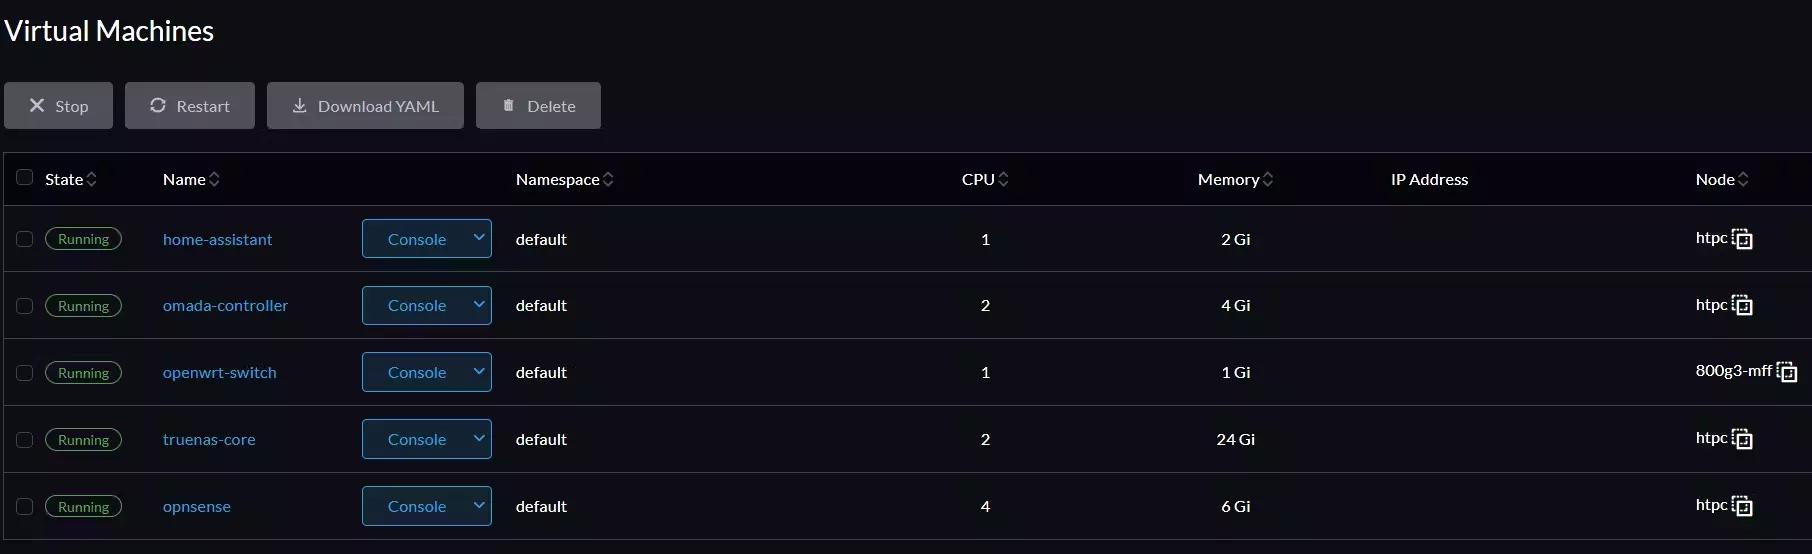 Virtual Machines
Stop Restart Download YAML Delete
State Name Namespace CPU Memory IP Address Node
Running home-assistant Console default 1 2 Gi htpc
Running omada-controller Console default 2 4 Gi htpc
Running openwrt-switch Console default 1 1 Gi 800g3-mff
Running truenas-core Console default 2 24 Gi htpc
Running opnsense Console default 4 6 Gi htpc